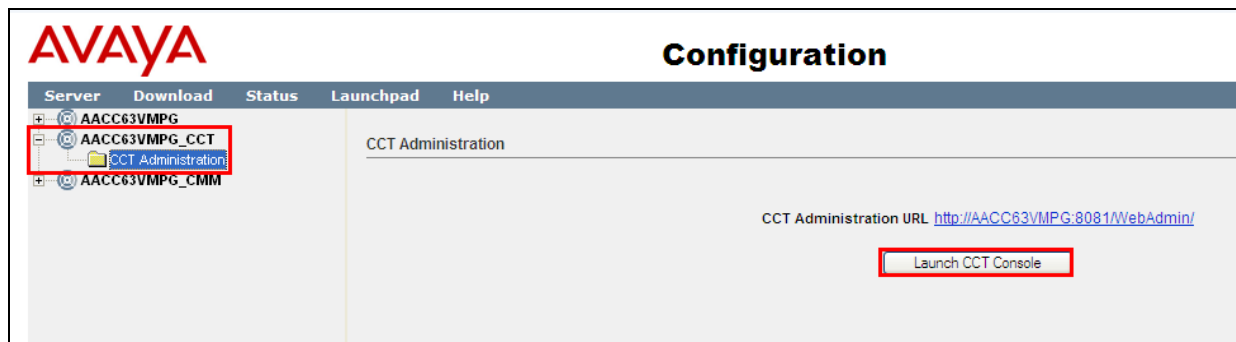 AVAYA
Configuration
Server Download Status Launchpad Help
AACC63VMPG
AACC63VMPG_CCT
CCT Administration
AACC63VMPG_CMM
CCT Administration
CCT Administration URL http://AACC63VMPG:8081/WebAdmin/
Launch CCT Console